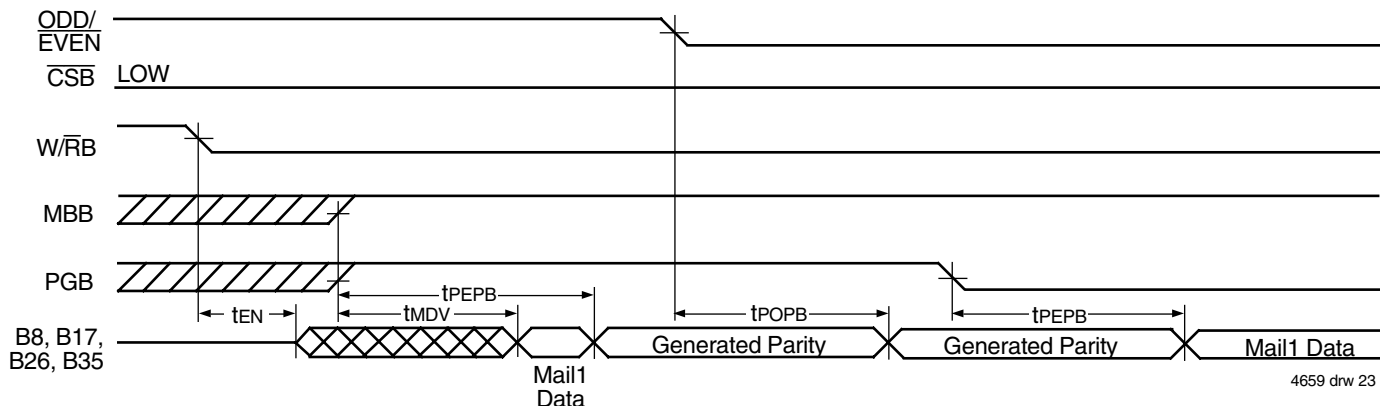 ODD/
EVEN
CSB LOW
W/RB
MBB
PGB
tPEPB
tEN
tMDV
tPOPB
tPEPB
B8, B17,
B26, B35
Mail1
Data
Generated Parity
Generated Parity
Mail1 Data
4659 drw 23